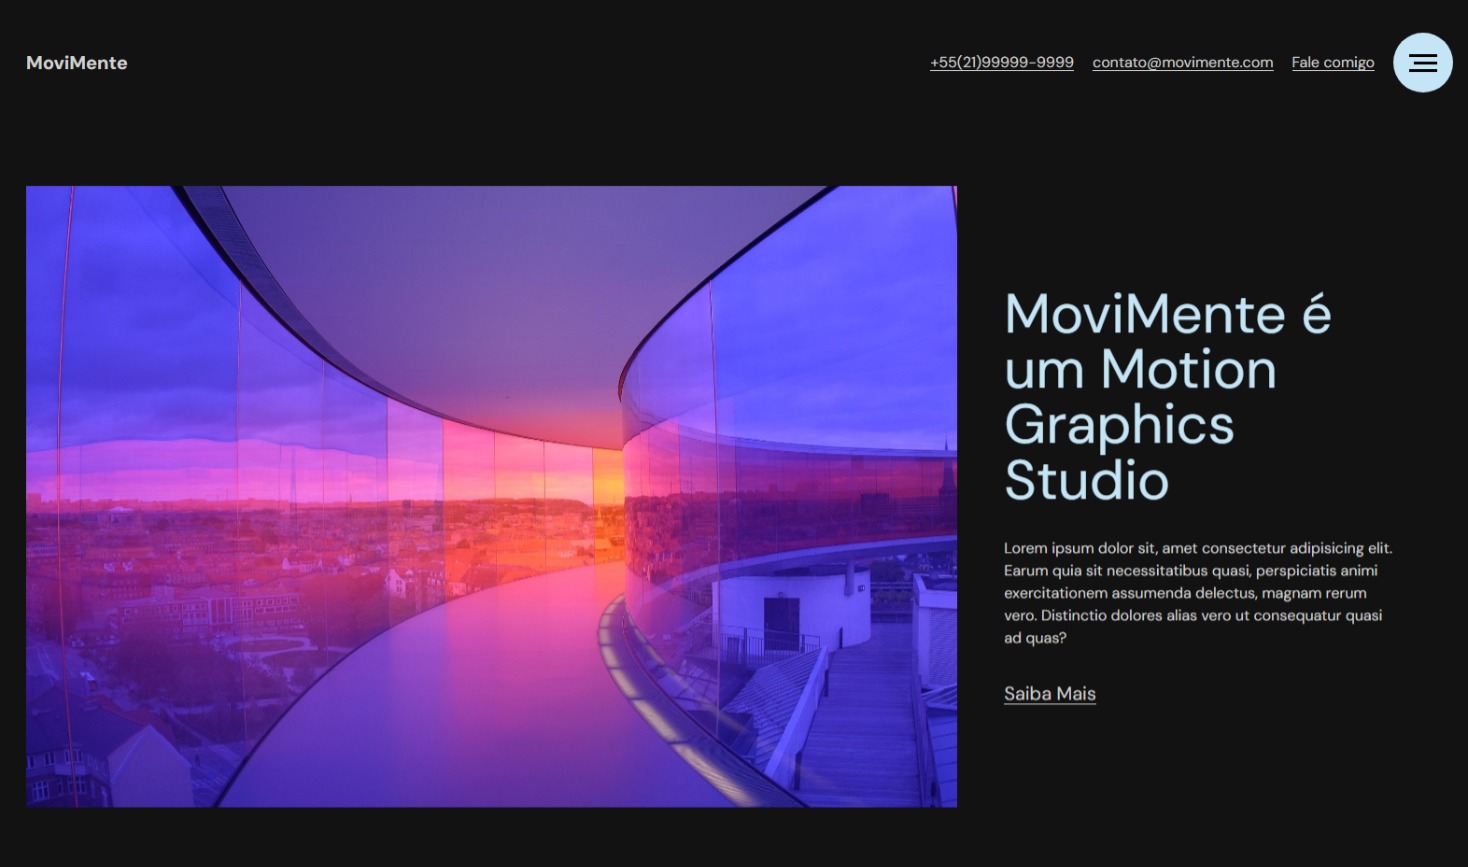 MoviMente
+55(21)99999-9999 contato@movimente.com Fale comigo
MoviMente é
um Motion
Graphics
Studio
Lorem ipsum dolor sit, amet consectetur adipisicing elit.
Earum quia sit necessitatibus quasi, perspiciatis animi
exercitationem assumenda delectus, magnam rerum
vero. Distinctio dolores alias vero ut consequatur quasi
ad quas?
Saiba Mais